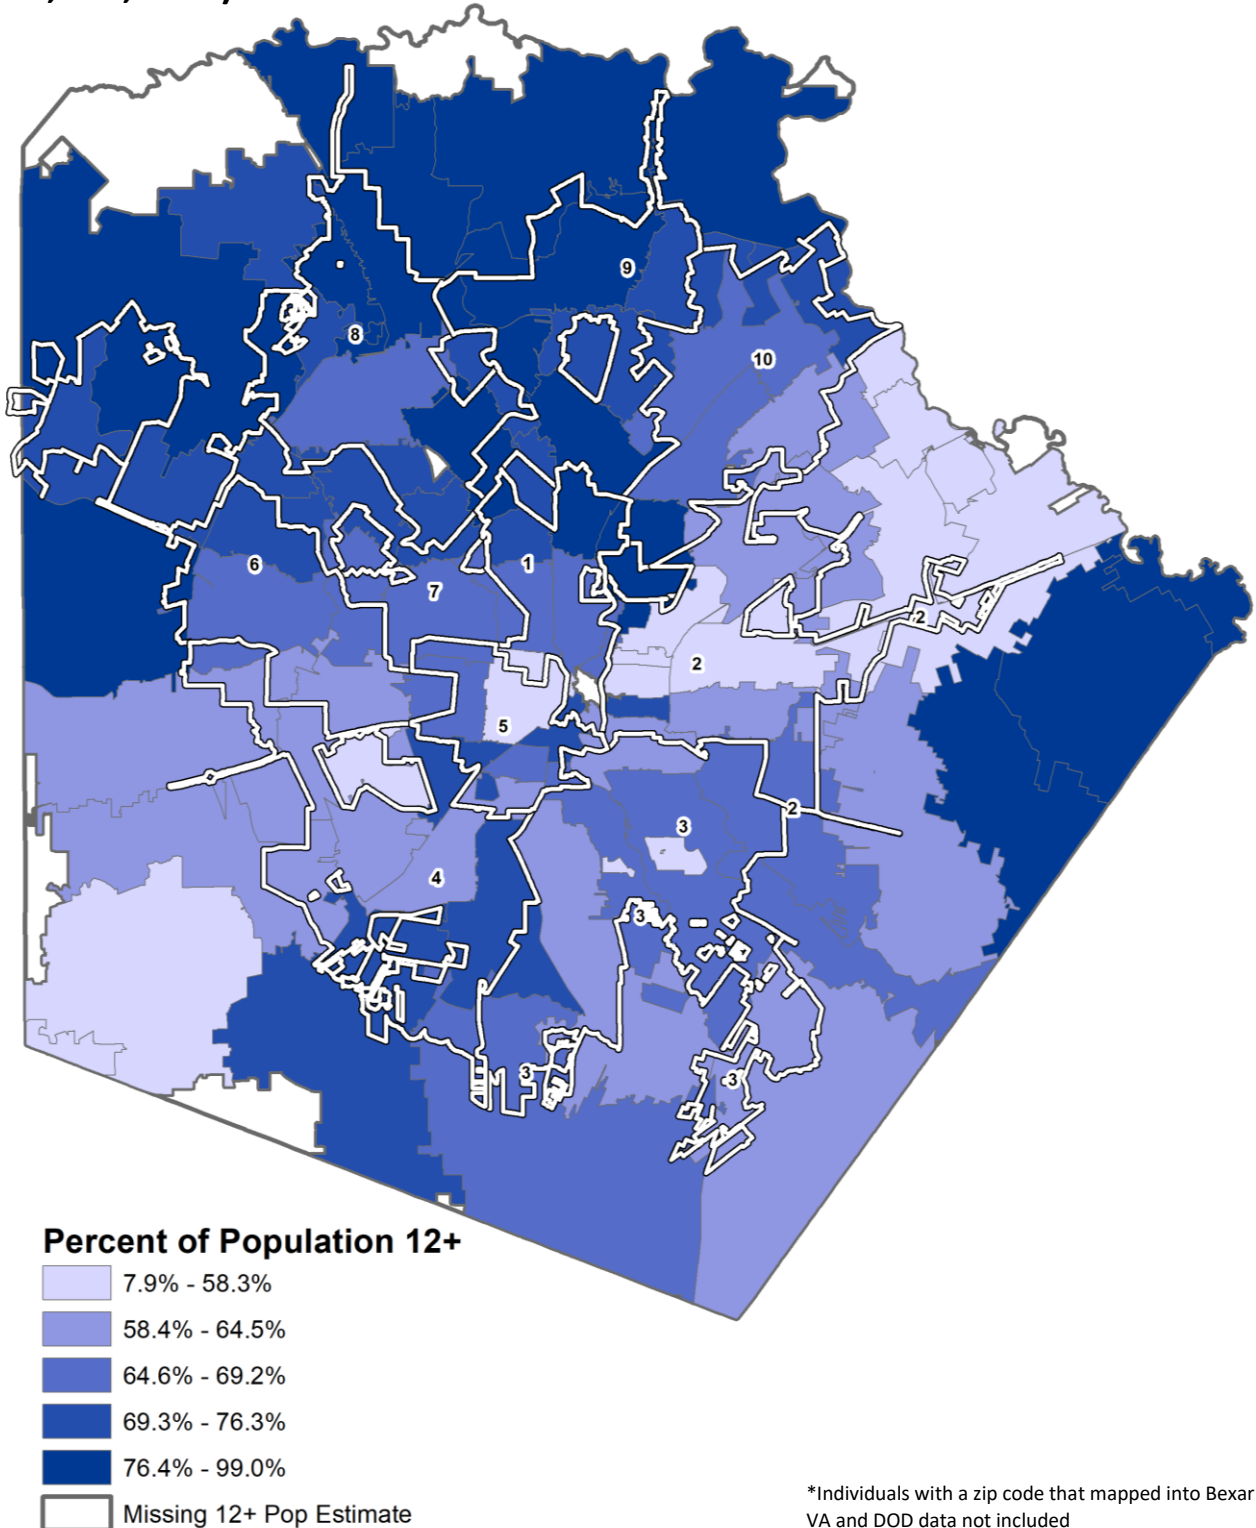 9
8
10
6
1
7
2
2
5
2
3
4
3
3
3
Percent of Population 12+
7.9% - 58.3%
58.4% - 64.5%
64.6% - 69.2%
69.3% - 76.3%
76.4% - 99.0%
Missing 12+ Pop Estimate
*Individuals with a zip code that mapped into Bexar
VA and DOD data not included